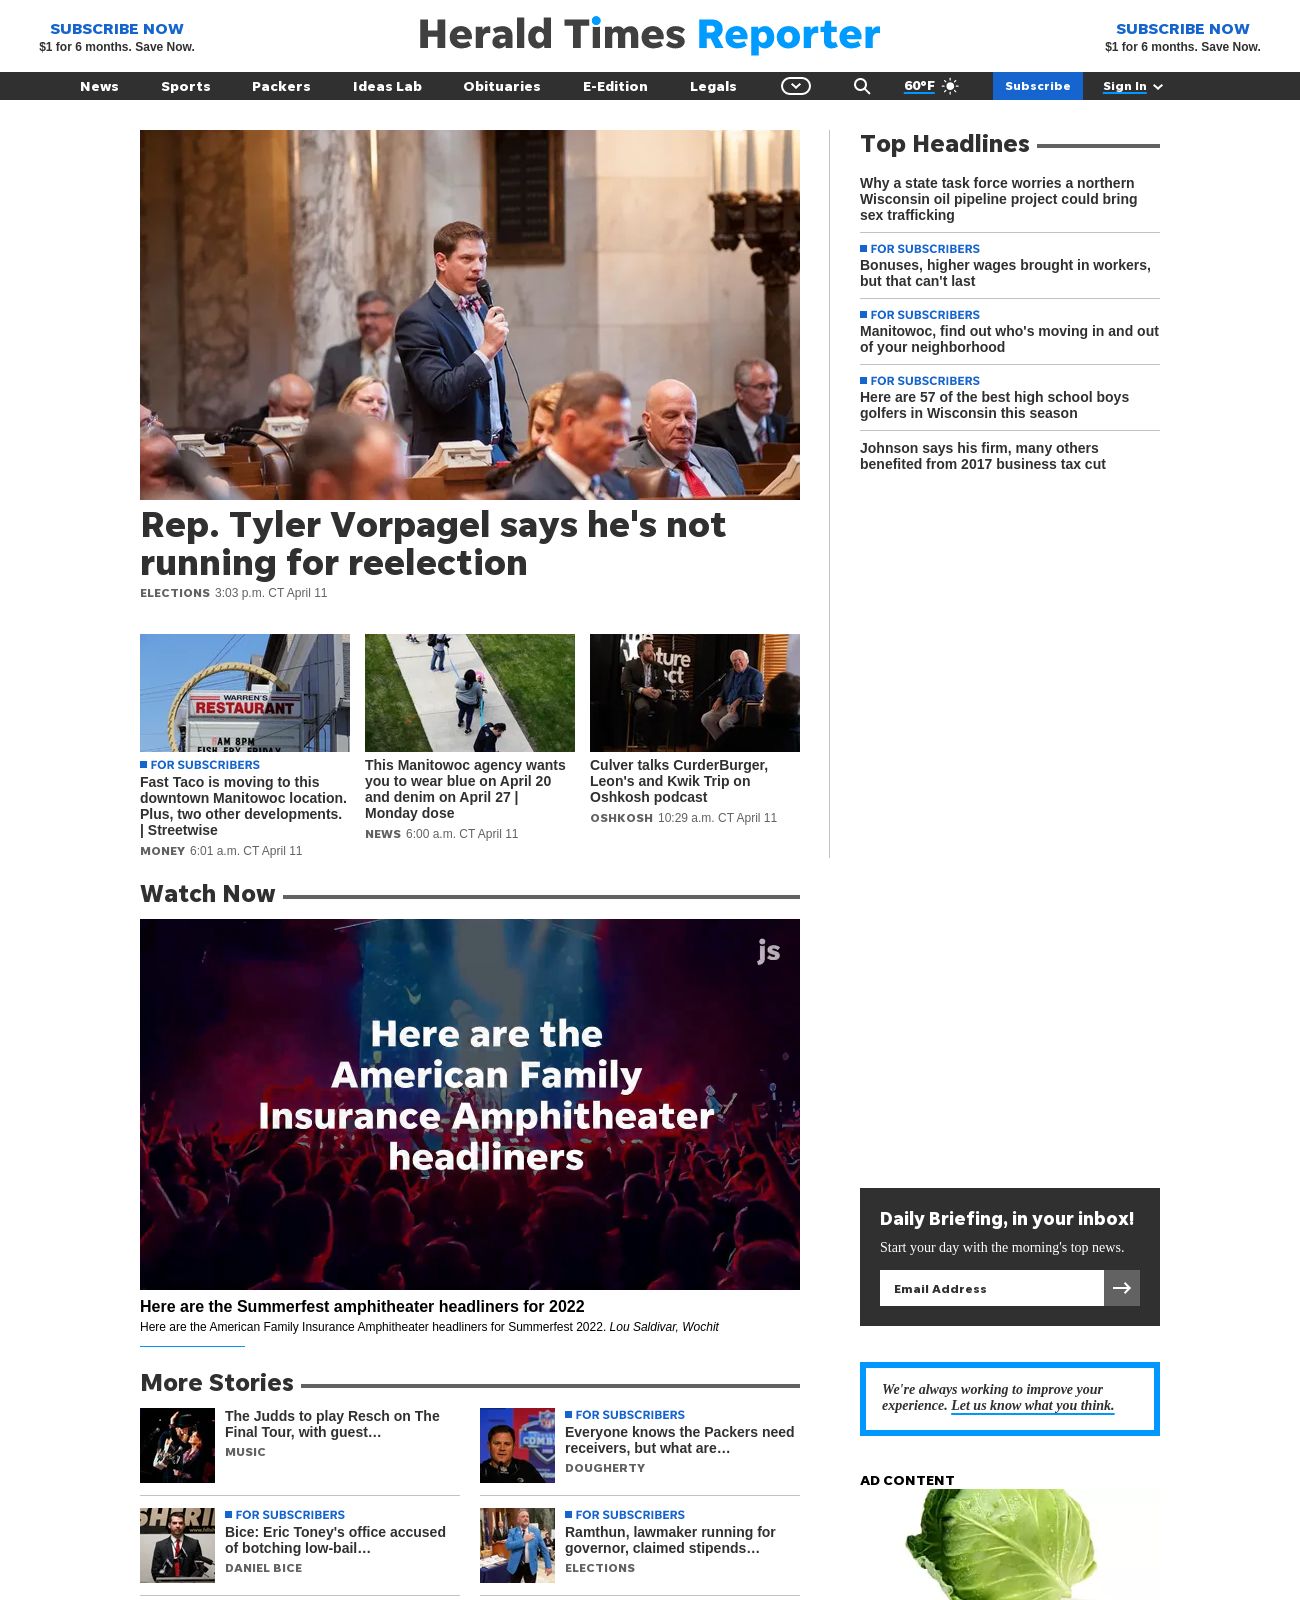 SUBSCRIBE NOW
$1 for 6 months. Save Now.
Herald Times Reporter
SUBSCRIBE NOW
$1 for 6 months. Save Now.
News Sports Packers Ideas Lab Obituaries E-Edition Legals 60°F Subscribe Sign In
Top Headlines
Why a state task force worries a northern
Wisconsin oil pipeline project could bring
sex trafficking
FOR SUBSCRIBERS
Bonuses, higher wages brought in workers,
but that can't last
FOR SUBSCRIBERS
Manitowoc, find out who's moving in and out
of your neighborhood
FOR SUBSCRIBERS
Here are 57 of the best high school boys
golfers in Wisconsin this season
Johnson says his firm, many others
benefited from 2017 business tax cut
Rep. Tyler Vorpagel says he's not
running for reelection
ELECTIONS 3:03 p.m. CT April 11
WARREN'S
RESTAURANT
6AM 8PM
FISH FRY FRIDAY
FOR SUBSCRIBERS
Fast Taco is moving to this
downtown Manitowoc location.
Plus, two other developments.
| Streetwise
MONEY 6:01 a.m. CT April 11
This Manitowoc agency wants
you to wear blue on April 20
and denim on April 27 |
Monday dose
NEWS 6:00 a.m. CT April 11
Culver talks CurderBurger,
Leon's and Kwik Trip on
Oshkosh podcast
OSHKOSH 10:29 a.m. CT April 11
Watch Now
js
Here are the
American Family
Insurance Amphitheater
headliners
Here are the Summerfest amphitheater headliners for 2022
Here are the American Family Insurance Amphitheater headliners for Summerfest 2022. Lou Saldivar, Wochit
Daily Briefing, in your inbox!
Start your day with the morning's top news.
Email Address
We're always working to improve your
experience. Let us know what you think.
AD CONTENT
More Stories
The Judds to play Resch on The
Final Tour, with guest…
MUSIC
FOR SUBSCRIBERS
Everyone knows the Packers need
receivers, but what are…
DOUGHERTY
FOR SUBSCRIBERS
Bice: Eric Toney's office accused
of botching low-bail…
DANIEL BICE
FOR SUBSCRIBERS
Ramthun, lawmaker running for
governor, claimed stipends…
ELECTIONS